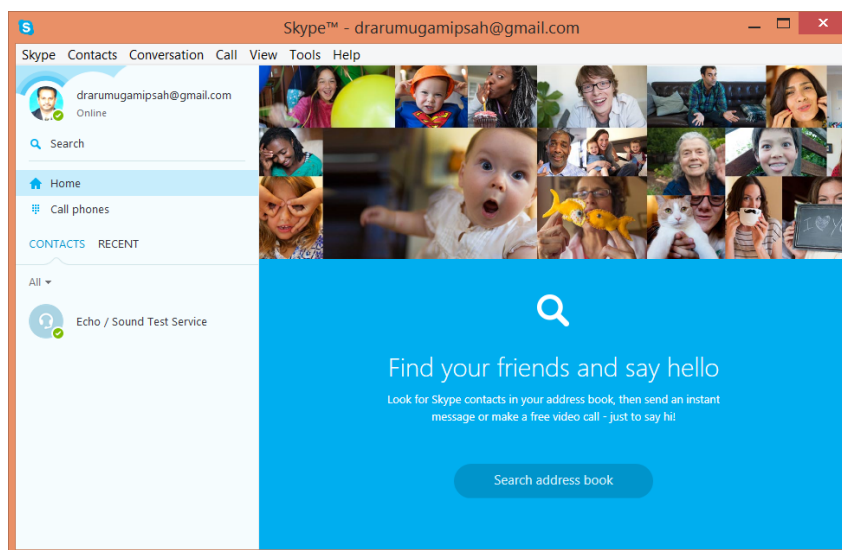 Skype™ - drarumugamipsah@gmail.com
Skype Contacts Conversation Call View Tools Help
drarumugamipsah@gmail.com
Online
Search
Home
Call phones
CONTACTS RECENT
All
Echo / Sound Test Service
I ♥ Y
Find your friends and say hello
Look for Skype contacts in your address book, then send an instant
message or make a free video call - just to say hi!
Search address book